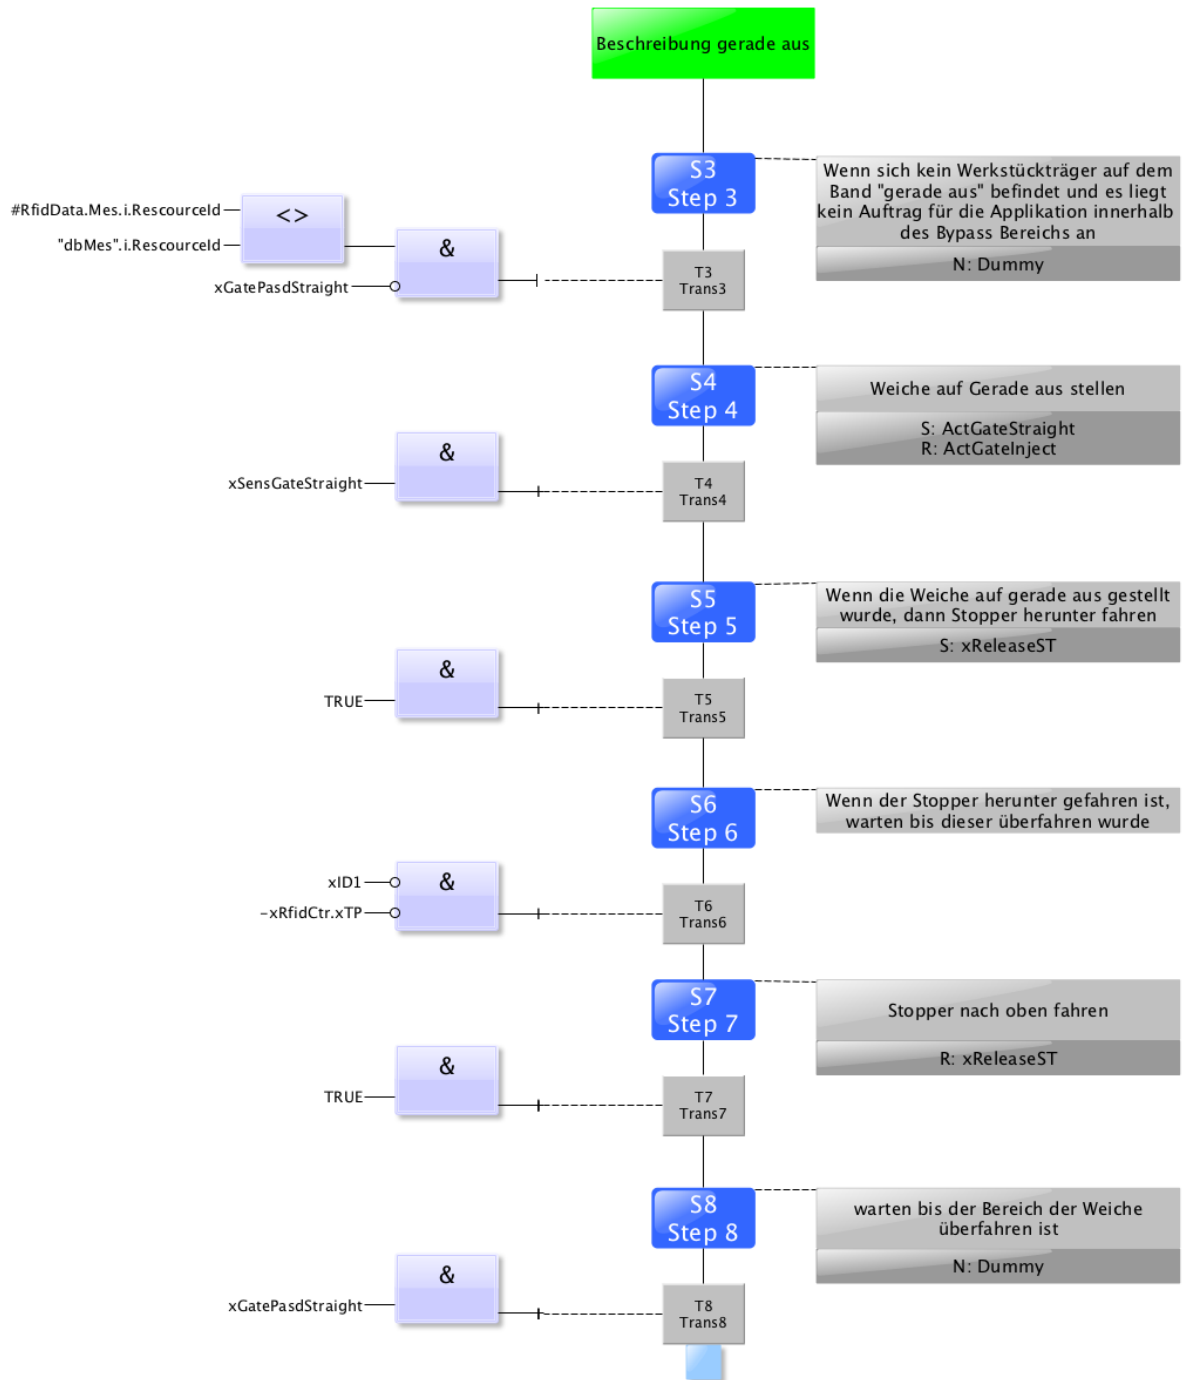 Beschreibung gerade aus
S3
Step 3
Wenn sich kein Werkstückträger auf dem
Band "gerade aus" befindet und es liegt
kein Auftrag für die Applikation innerhalb
des Bypass Bereichs an
N: Dummy
#RfidData.Mes.i.RescourceId
<>
"dbMes".i.RescourceId
&
xGatePasdStraight
T3
Trans3
S4
Step 4
Weiche auf Gerade aus stellen
S: ActGateStraight
R: ActGateInject
&
xSensGateStraight
T4
Trans4
S5
Step 5
Wenn die Weiche auf gerade aus gestellt
wurde, dann Stopper herunter fahren
S: xReleaseST
&
TRUE
T5
Trans5
S6
Step 6
Wenn der Stopper herunter gefahren ist,
warten bis dieser überfahren wurde
&
xID1
-xRfidCtr.xTP
T6
Trans6
S7
Step 7
Stopper nach oben fahren
R: xReleaseST
&
TRUE
T7
Trans7
S8
Step 8
warten bis der Bereich der Weiche
überfahren ist
N: Dummy
&
xGatePasdStraight
T8
Trans8